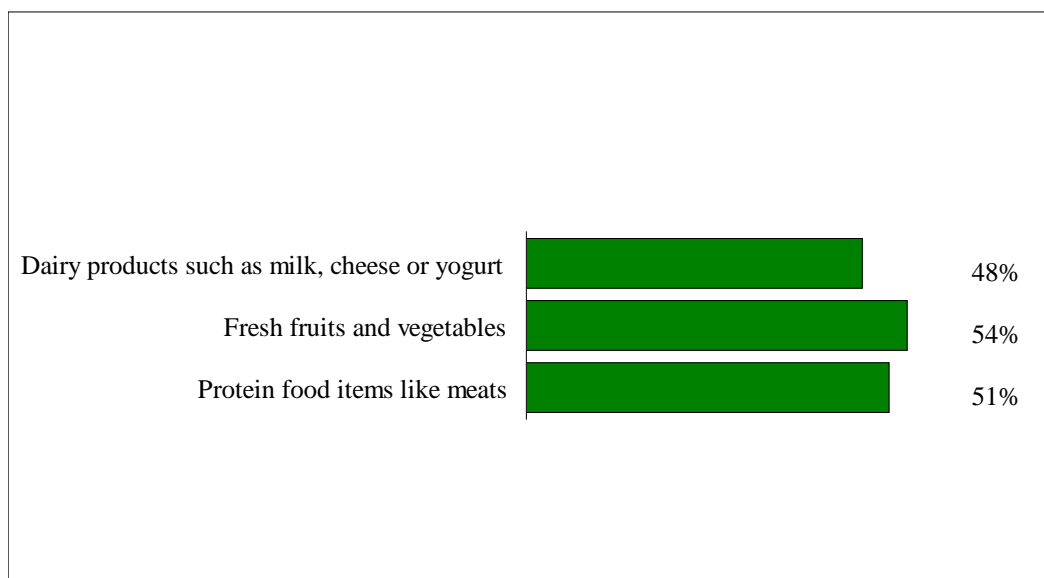 Dairy products such as milk, cheese or yogurt 48%
Fresh fruits and vegetables 54%
Protein food items like meats 51%